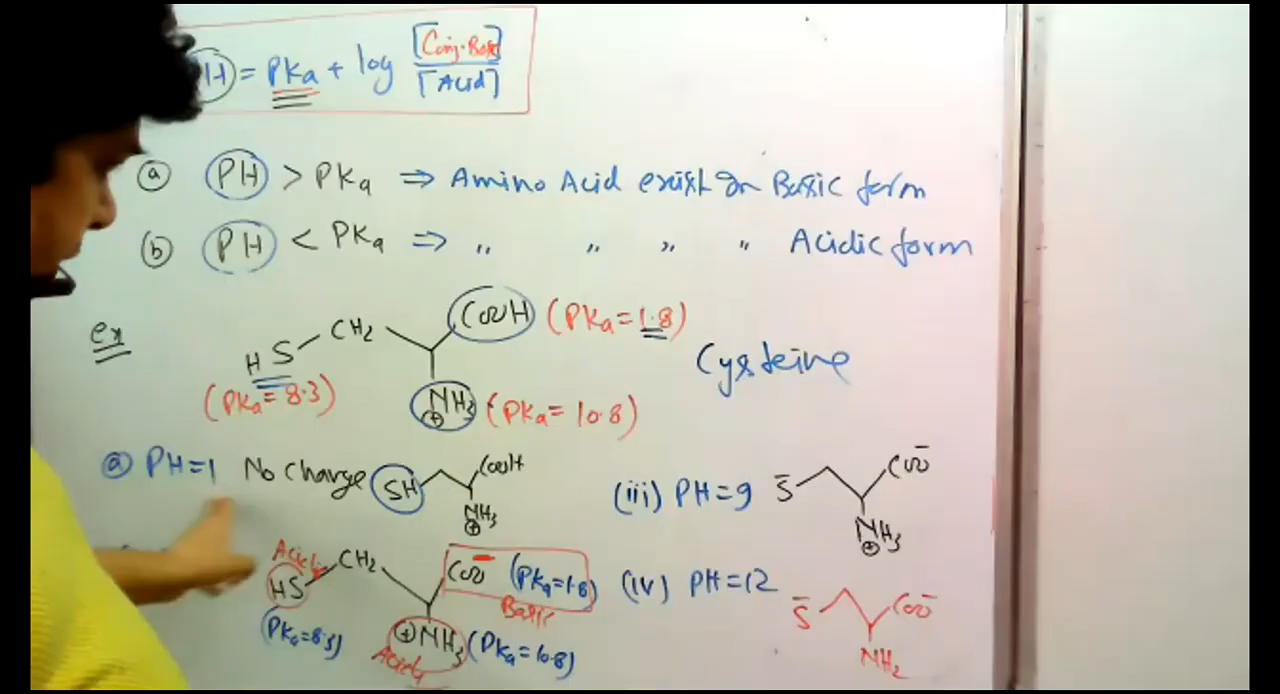 H = PKa + log [Conj. Base] / [Acid]
(a) PH > PKa ⇒ Amino Acid exist In Basic form
(b) PH < PKa ⇒ ,, ,, ,, ,, Acidic form
ex
HS CH2 COOH (PKa = 1.8)
Cysteine
(PKa = 8.3) NH3 ⊕ (PKa = 10.8)
(a) PH=1 No Charge SH COOH
NH3 ⊕
(iii) PH=9 S̄ COO̅
NH3 ⊕
Acidic HS CH2 COO̅ (PKa=1.8)
Basic
(PKa=8.3) ⊕NH3 (PKa=10.8)
Acidic
(iv) PH=12 S̄ COO̅
NH2